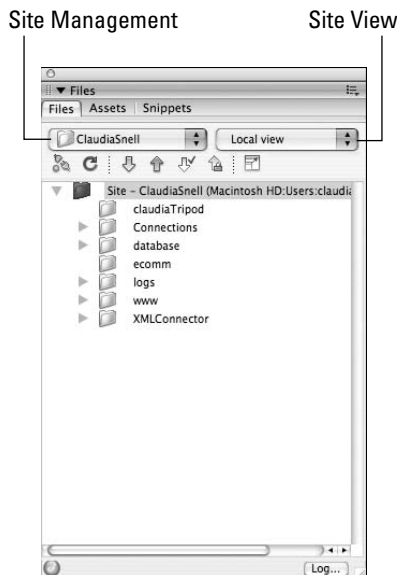 Site Management Site View
Files
Files Assets Snippets
ClaudiaSnell Local view
Site – ClaudiaSnell (Macintosh HD:Users:claudia
claudiaTripod
Connections
database
ecomm
logs
www
XMLConnector
Log...